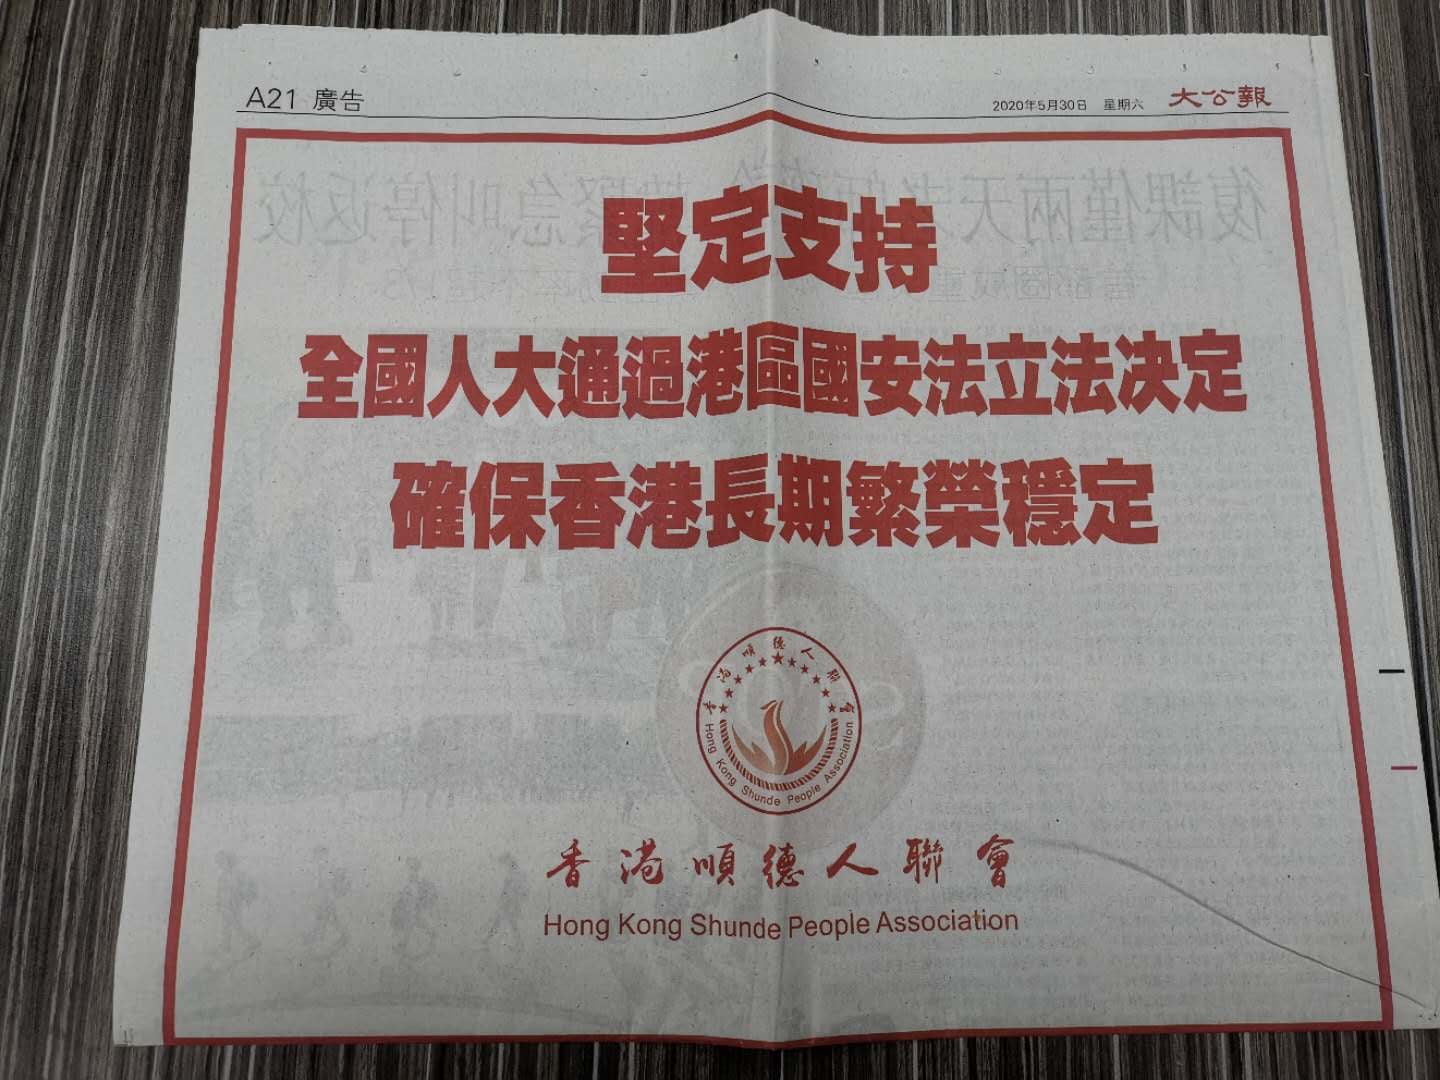 A21 廣告
2020年5月30日 星期六 大公報
堅定支持
全國人大通過港區國安法立法决定
確保香港長期繁榮穩定
香港順德人聯會
Hong Kong Shunde People Association
香港順德人聯會
Hong Kong Shunde People Association